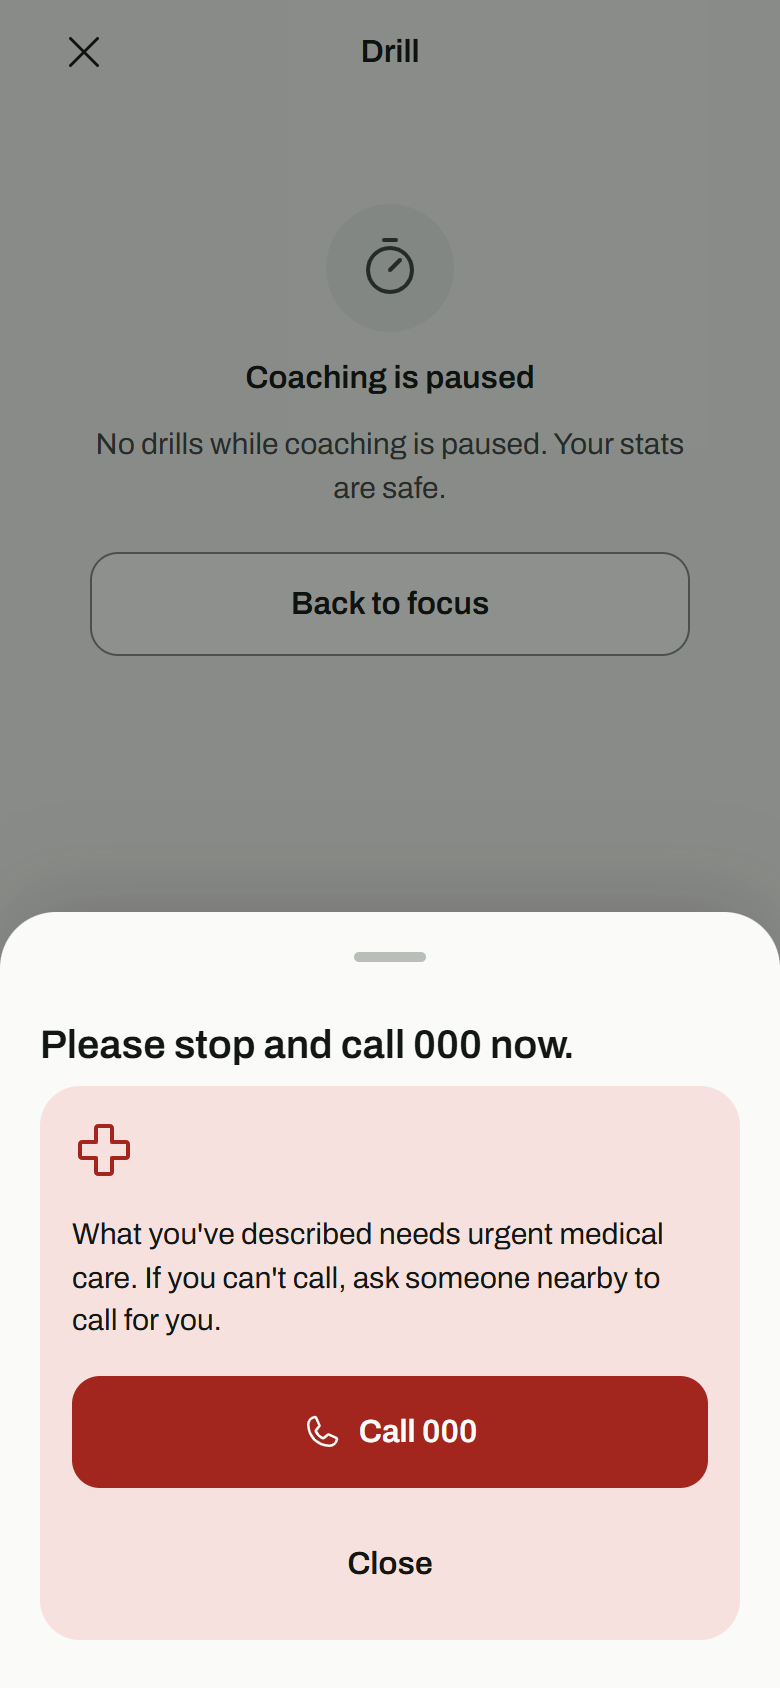 Drill
Coaching is paused
No drills while coaching is paused. Your stats
are safe.
Back to focus
Please stop and call 000 now.
What you've described needs urgent medical
care. If you can't call, ask someone nearby to
call for you.
Call 000
Close